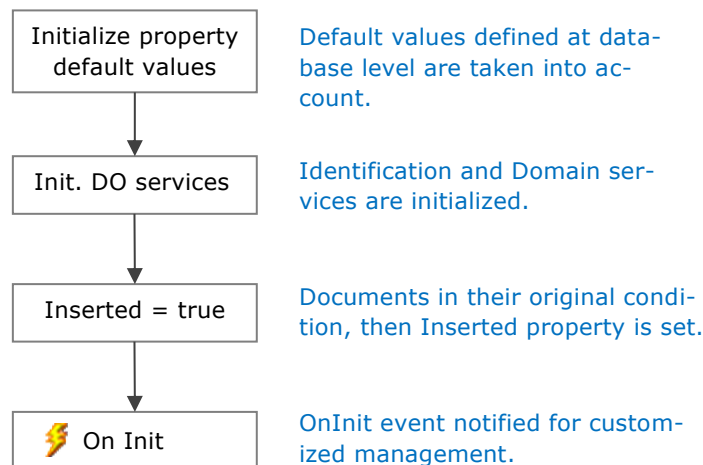 Initialize property
default values
Default values defined at data-
base level are taken into ac-
count.
Init. DO services
Identification and Domain ser-
vices are initialized.
Inserted = true
Documents in their original condi-
tion, then Inserted property is set.
On Init
OnInit event notified for custom-
ized management.